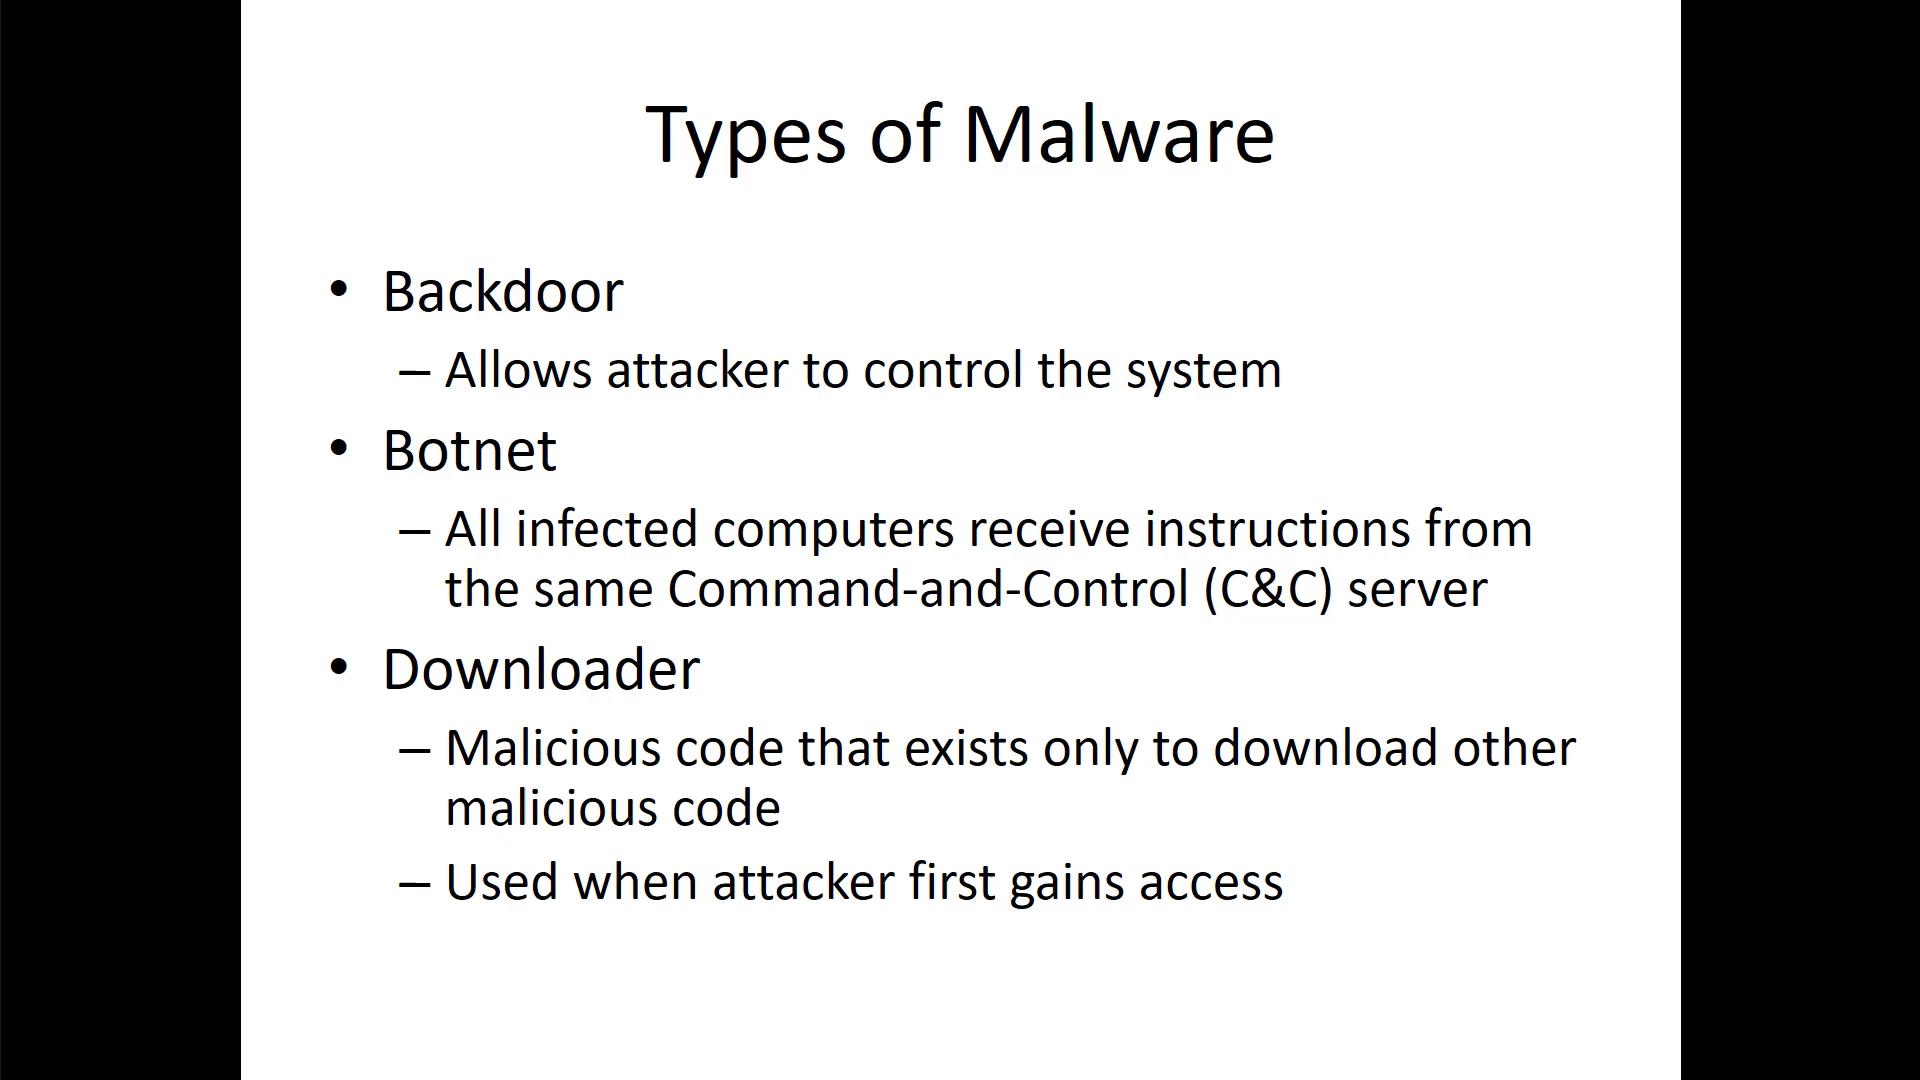 Types of Malware
• Backdoor
– Allows attacker to control the system
• Botnet
– All infected computers receive instructions from
the same Command-and-Control (C&C) server
• Downloader
– Malicious code that exists only to download other
malicious code
– Used when attacker first gains access